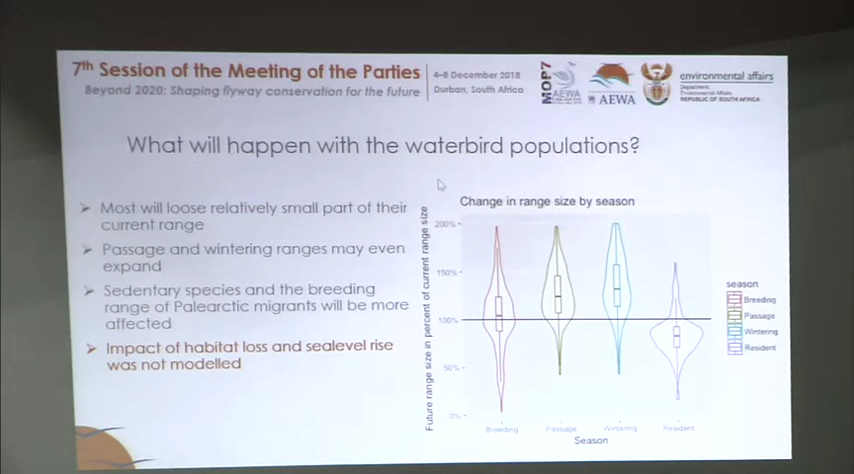 7th Session of the Meeting of the Parties
Beyond 2020: Shaping flyway conservation for the future
4–8 December 2018
Durban, South Africa
MOP7
AEWA
AEWA
environmental affairs
Department:
Environmental Affairs
REPUBLIC OF SOUTH AFRICA
What will happen with the waterbird populations?
➢ Most will loose relatively small part of their
current range
➢ Passage and wintering ranges may even
expand
➢ Sedentary species and the breeding
range of Palearctic migrants will be more
affected
➢ Impact of habitat loss and sealevel rise
was not modelled
Change in range size by season
Future range size in percent of current range size
200%
150%
100%
50%
0%
Breeding Passage Wintering Resident
Season
season
Breeding
Passage
Wintering
Resident